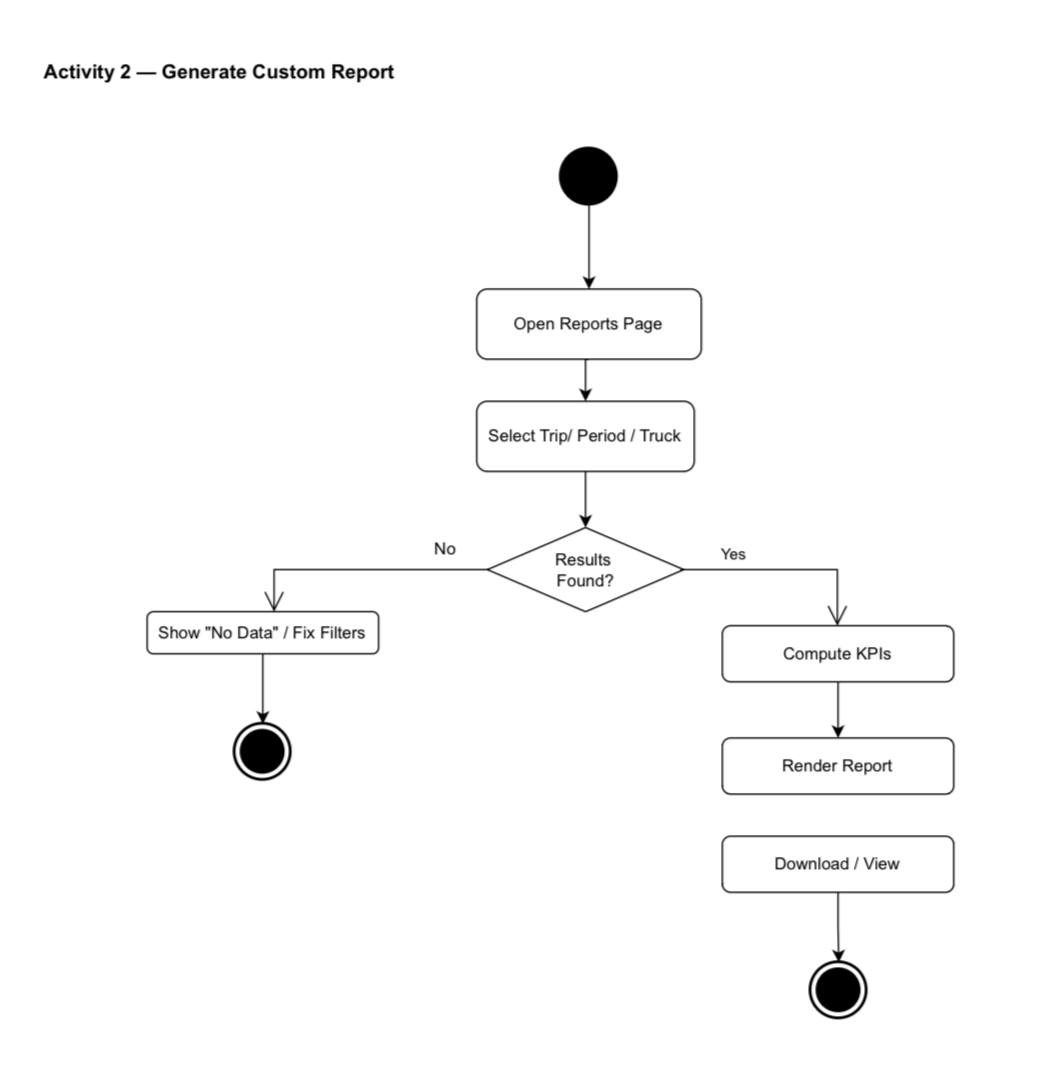 Activity 2 — Generate Custom Report
Open Reports Page
Select Trip/ Period / Truck
Results
Found?
No
Yes
Show "No Data" / Fix Filters
Compute KPIs
Render Report
Download / View